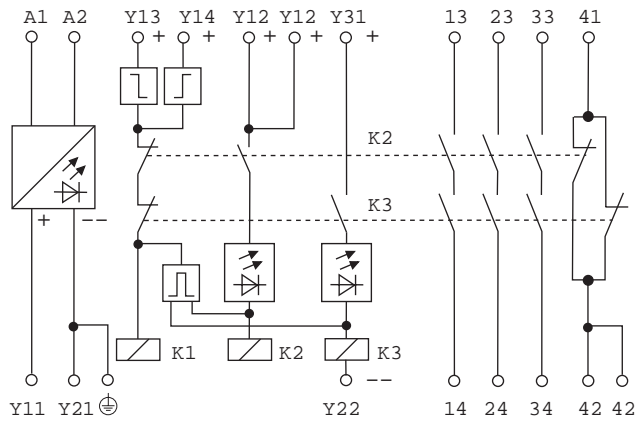 A1 A2 Y13 Y14 Y12 Y12 Y31 13 23 33 41
+ + + + +
K2
K3
+ --
K1 K2 K3
--
Y11 Y21 Y22 14 24 34 42 42